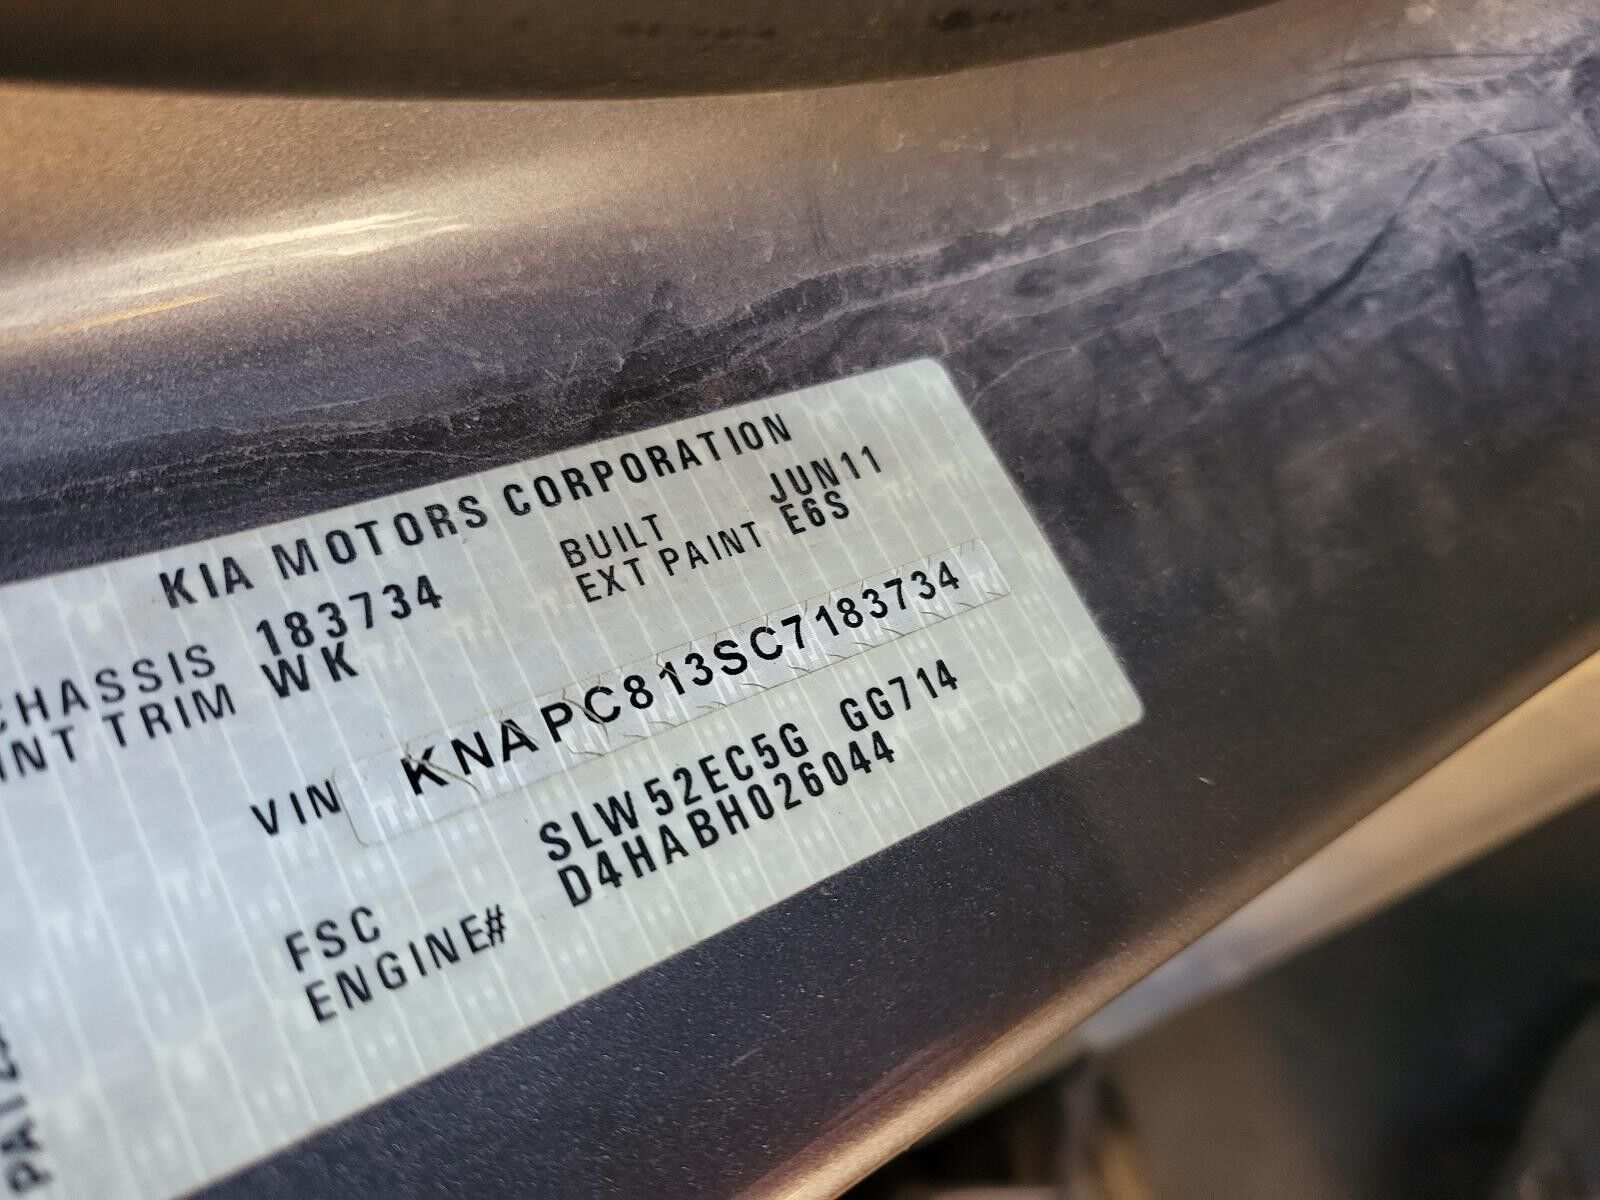 KIA MOTORS CORPORATION
CHASSIS 183734 BUILT JUN11
INT TRIM WK EXT PAINT E6S
VIN KNAPC813SC7183734
FSC SLW52EC5G GG714
ENGINE# D4HABH026044